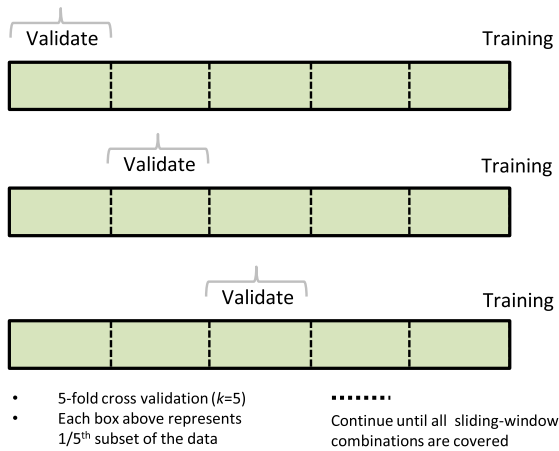 Validate
Training
Validate
Training
Validate
Training
• 5-fold cross validation (k=5)
• Each box above represents
1/5th subset of the data
Continue until all sliding-window
combinations are covered